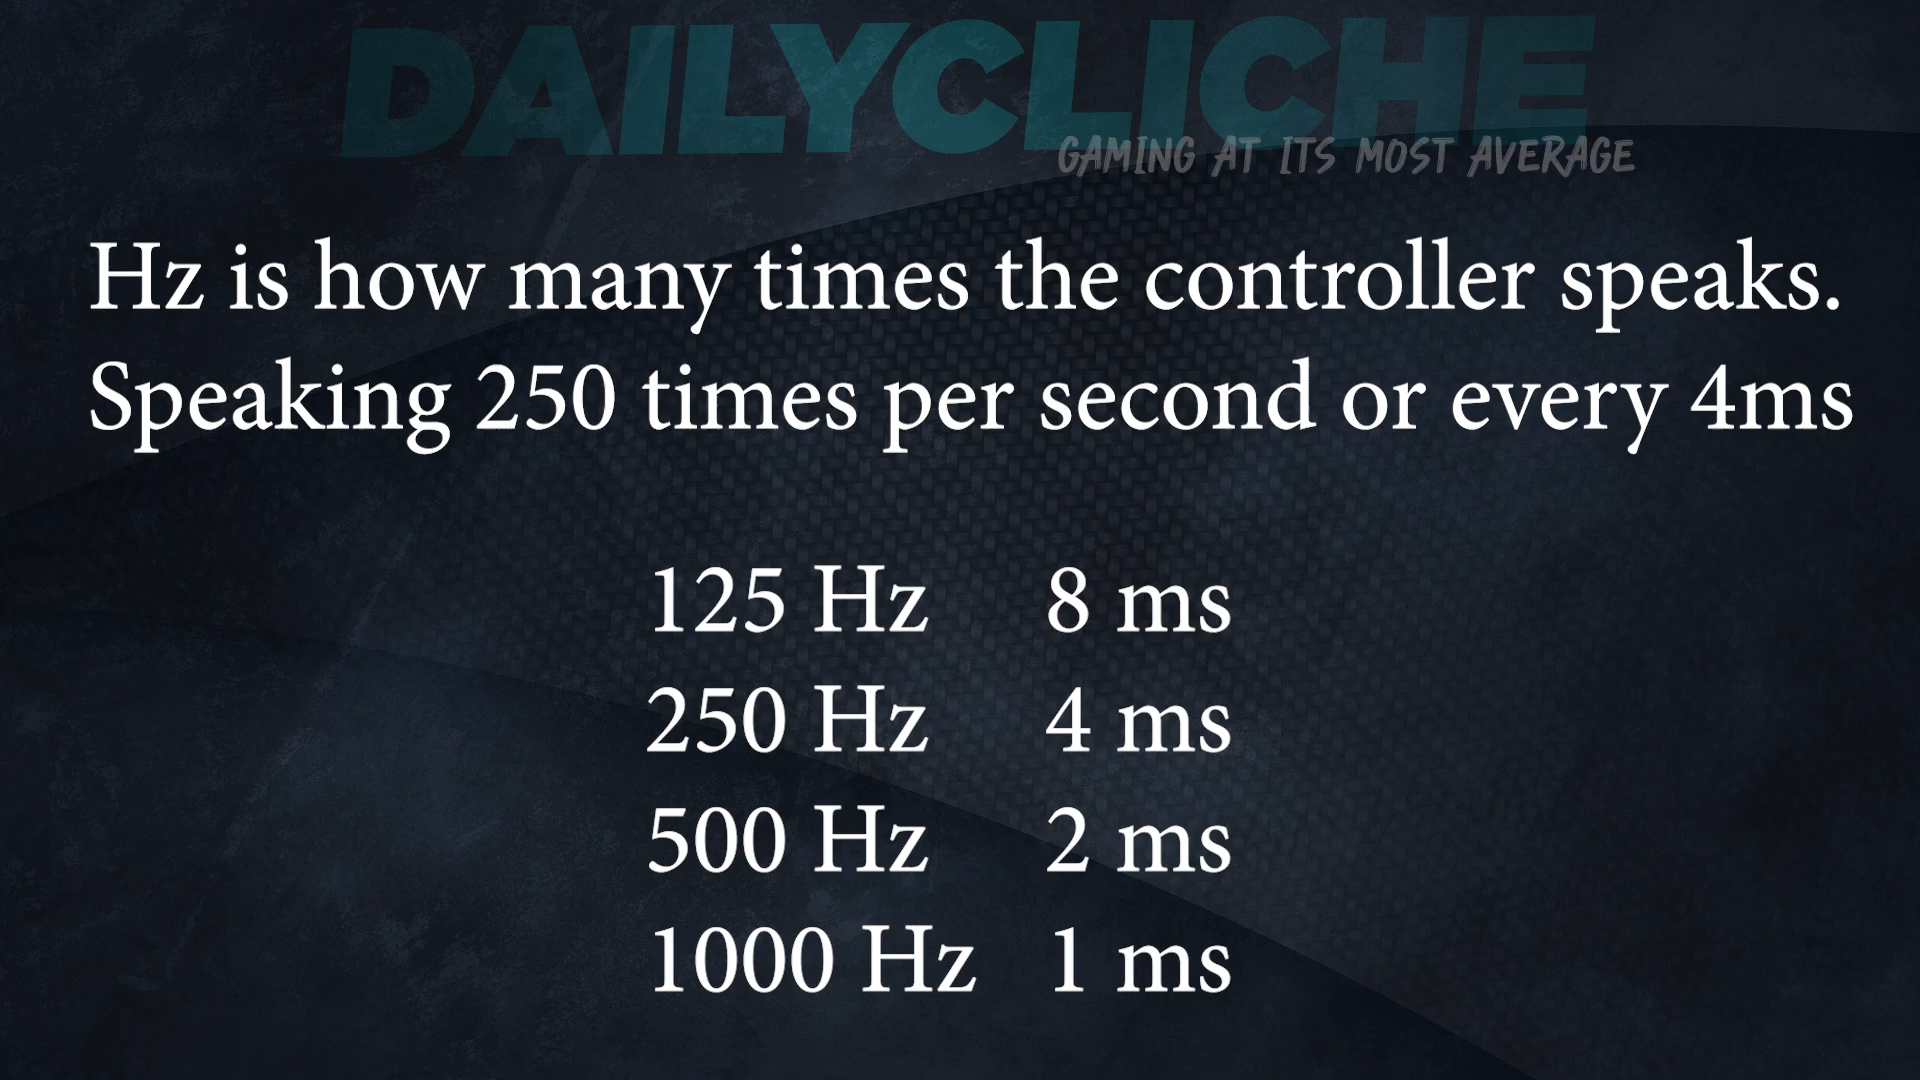 DAILYCLICHE
GAMING AT ITS MOST AVERAGE
Hz is how many times the controller speaks.
Speaking 250 times per second or every 4ms
125 Hz 8 ms
250 Hz 4 ms
500 Hz 2 ms
1000 Hz 1 ms